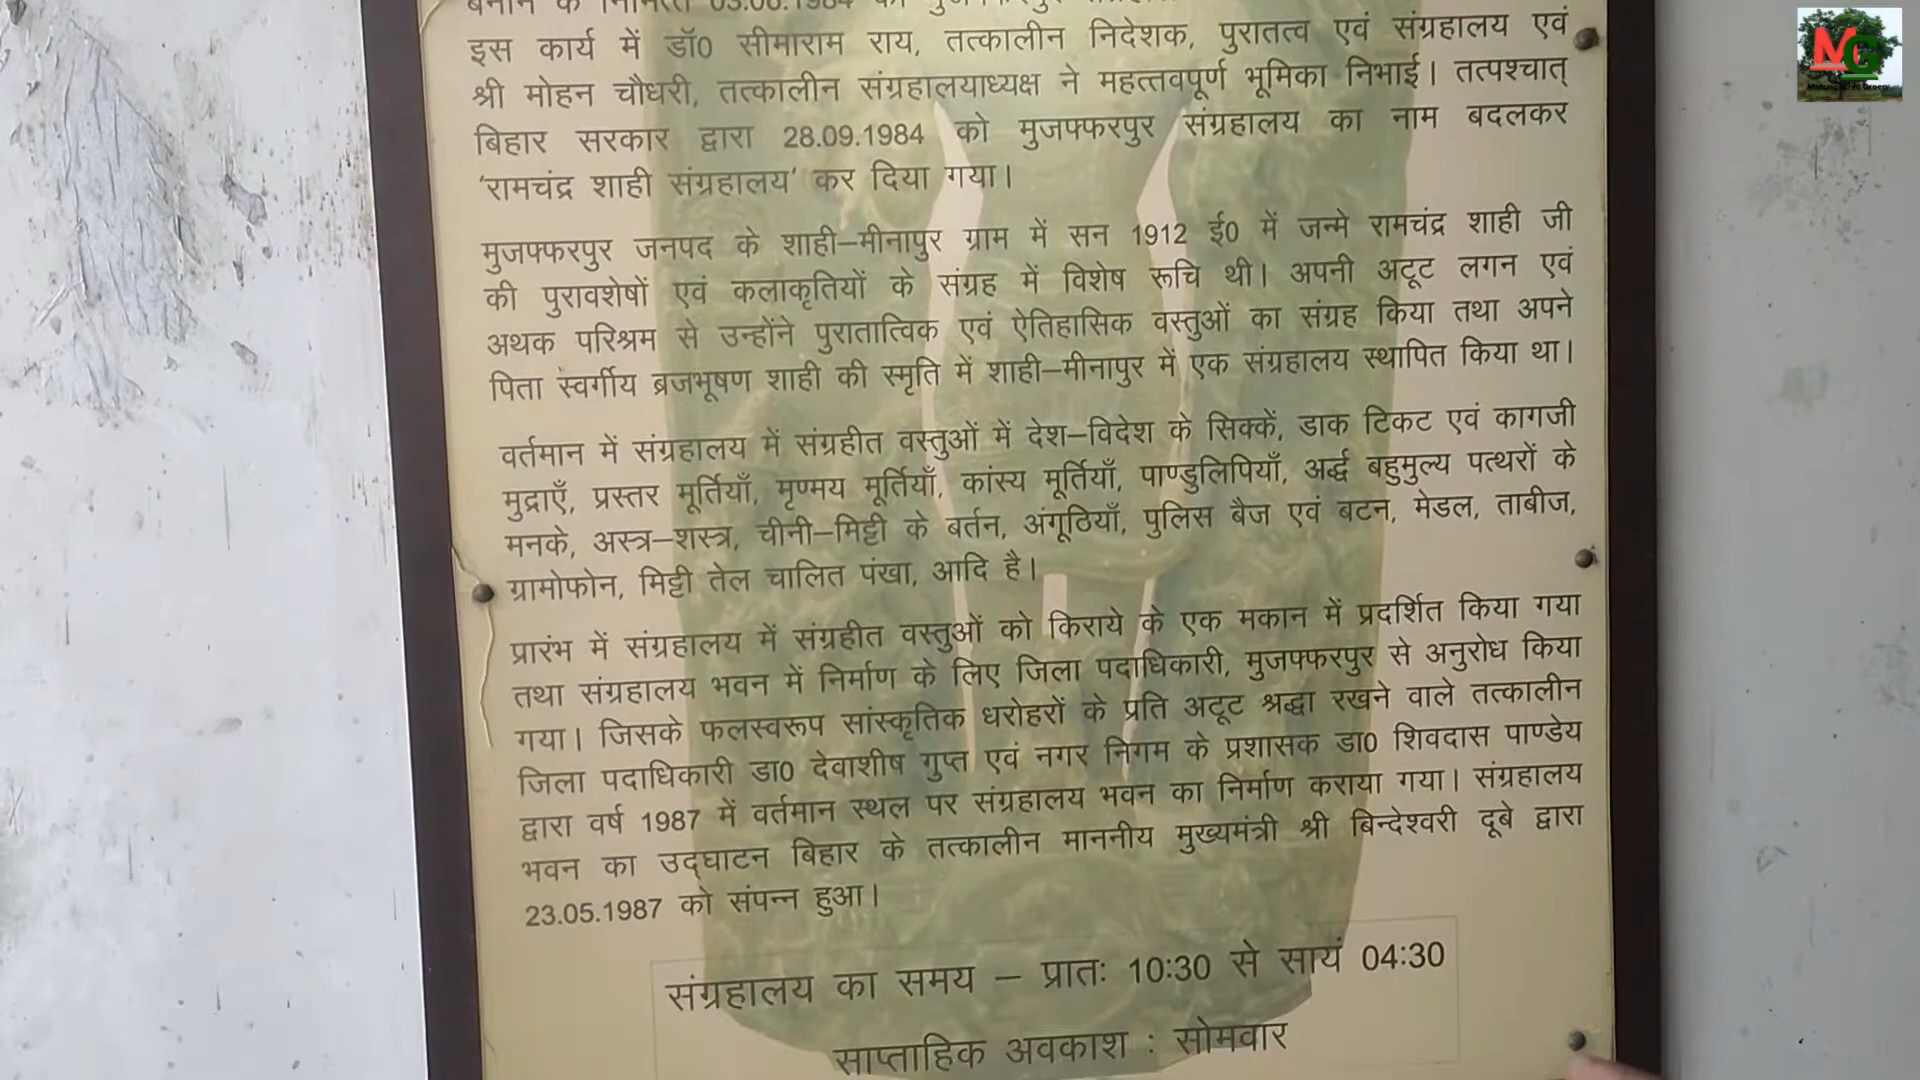 बनाने के निमित्त 03.06.1984 को
इस कार्य में डॉ0 सीमाराम राय, तत्कालीन निदेशक, पुरातत्व एवं संग्रहालय एवं
श्री मोहन चौधरी, तत्कालीन संग्रहालयाध्यक्ष ने महत्तवपूर्ण भूमिका निभाई। तत्पश्चात्
बिहार सरकार द्वारा 28.09.1984 को मुजफ्फरपुर संग्रहालय का नाम बदलकर
'रामचंद्र शाही संग्रहालय' कर दिया गया।
मुजफ्फरपुर जनपद के शाही–मीनापुर ग्राम में सन 1912 ई0 में जन्मे रामचंद्र शाही जी
की पुरावशेषों एवं कलाकृतियों के संग्रह में विशेष रूचि थी। अपनी अटूट लगन एवं
अथक परिश्रम से उन्होंने पुरातात्विक एवं ऐतिहासिक वस्तुओं का संग्रह किया तथा अपने
पिता स्वर्गीय ब्रजभूषण शाही की स्मृति में शाही–मीनापुर में एक संग्रहालय स्थापित किया था।
वर्तमान में संग्रहालय में संग्रहीत वस्तुओं में देश–विदेश के सिक्कें, डाक टिकट एवं कागजी
मुद्राएँ, प्रस्तर मूर्तियाँ, मृण्मय मूर्तियाँ, कांस्य मूर्तियाँ, पाण्डुलिपियाँ, अर्द्ध बहुमुल्य पत्थरों के
मनके, अस्त्र–शस्त्र, चीनी–मिट्टी के बर्तन, अंगूठियाँ, पुलिस बैज एवं बटन, मेडल, ताबीज,
ग्रामोफोन, मिट्टी तेल चालित पंखा, आदि है।
प्रारंभ में संग्रहालय में संग्रहीत वस्तुओं को किराये के एक मकान में प्रदर्शित किया गया
तथा संग्रहालय भवन में निर्माण के लिए जिला पदाधिकारी, मुजफ्फरपुर से अनुरोध किया
गया। जिसके फलस्वरूप सांस्कृतिक धरोहरों के प्रति अटूट श्रद्धा रखने वाले तत्कालीन
जिला पदाधिकारी डा0 देवाशीष गुप्त एवं नगर निगम के प्रशासक डा0 शिवदास पाण्डेय
द्वारा वर्ष 1987 में वर्तमान स्थल पर संग्रहालय भवन का निर्माण कराया गया। संग्रहालय
भवन का उद्घाटन बिहार के तत्कालीन माननीय मुख्यमंत्री श्री बिन्देश्वरी दूबे द्वारा
23.05.1987 को संपन्न हुआ।
संग्रहालय का समय – प्रातः 10:30 से सायं 04:30
साप्ताहिक अवकाश : सोमवार
MG